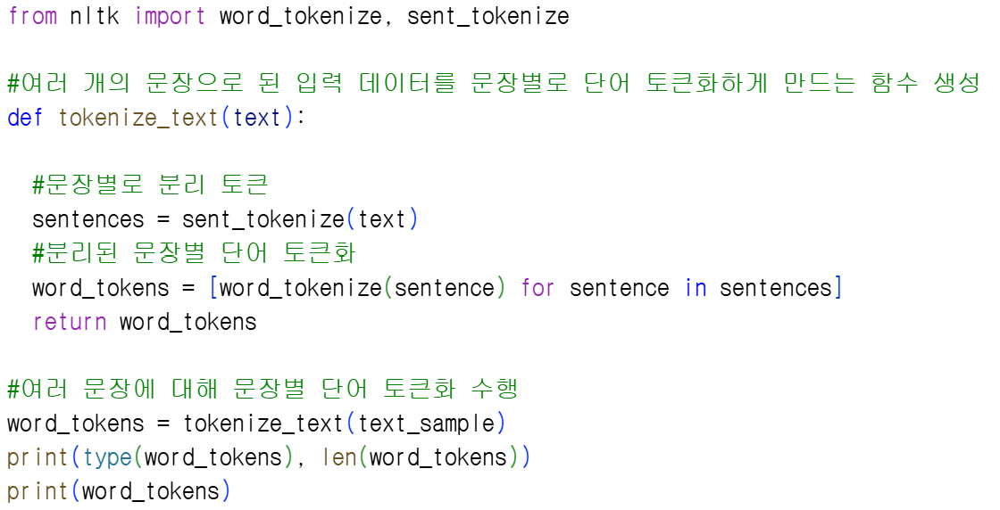 from nltk import word_tokenize, sent_tokenize
#여러 개의 문장으로 된 입력 데이터를 문장별로 단어 토큰화하게 만드는 함수 생성
def tokenize_text(text):
#문장별로 분리 토큰
sentences = sent_tokenize(text)
#분리된 문장별 단어 토큰화
word_tokens = [word_tokenize(sentence) for sentence in sentences]
return word_tokens
#여러 문장에 대해 문장별 단어 토큰화 수행
word_tokens = tokenize_text(text_sample)
print(type(word_tokens), len(word_tokens))
print(word_tokens)